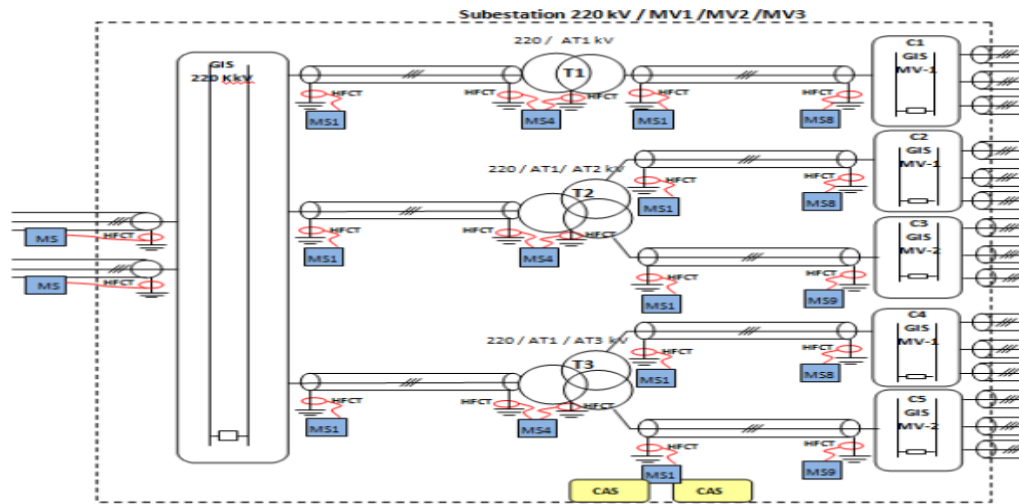 Subestation 220 kV / MV1 /MV2 /MV3
GIS
220 KkV
220 / AT1 kV
T1
HFCT
HFCT
HFCT
HFCT
HFCT
MS1
MS4
MS1
MS8
C1
GIS
MV-1
220 / AT1/ AT2 kV
T2
HFCT
HFCT
MS1
MS8
C2
GIS
MV-1
HFCT
HFCT
HFCT
MS1
MS4
MS
HFCT
MS
HFCT
HFCT
HFCT
MS1
MS9
C3
GIS
MV-2
220 / AT1 / AT3 kV
T3
HFCT
HFCT
MS1
MS8
C4
GIS
MV-1
HFCT
HFCT
HFCT
MS1
MS4
HFCT
HFCT
MS1
MS9
C5
GIS
MV-2
CAS
CAS